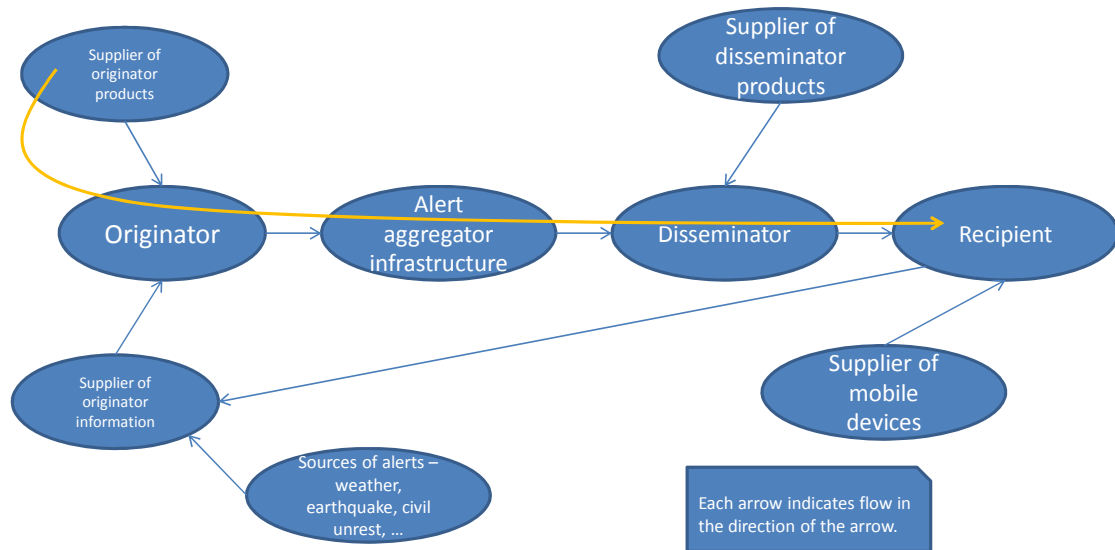 Supplier of
originator
products
Supplier of
disseminator
products
Originator
Alert
aggregator
infrastructure
Disseminator
Recipient
Supplier of
originator
information
Supplier of
mobile
devices
Sources of alerts –
weather,
earthquake, civil
unrest, …
Each arrow indicates flow in
the direction of the arrow.